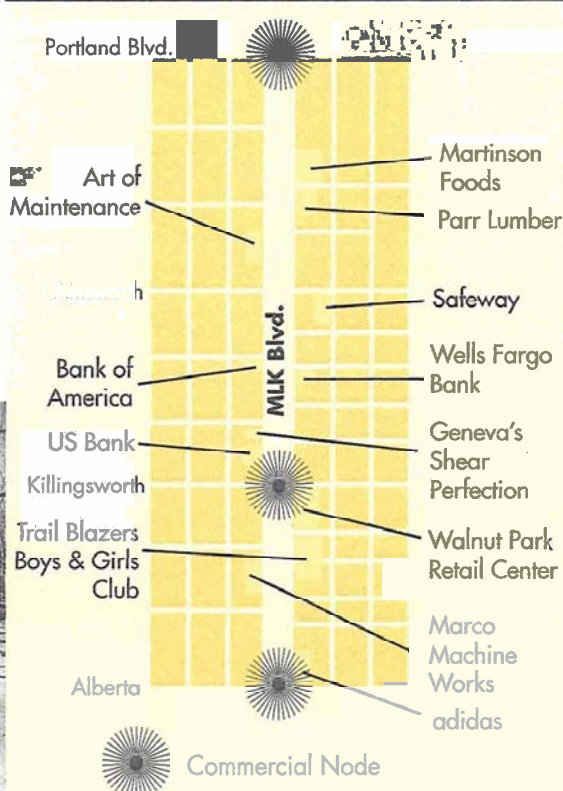 Portland Blvd.
Martinson
Foods
Art of
Maintenance
Parr Lumber
Safeway
MLK Blvd.
Wells Fargo
Bank
Bank of
America
Geneva's
Shear
Perfection
US Bank
Killingsworth
Trail Blazers
Boys & Girls
Club
Walnut Park
Retail Center
Marco
Machine
Works
Alberta
adidas
Commercial Node